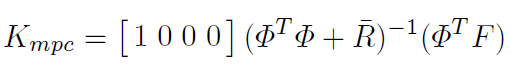 K_{mpc} = [1 0 0 0] (Φ^T Φ + R̄)^{-1} (Φ^T F)